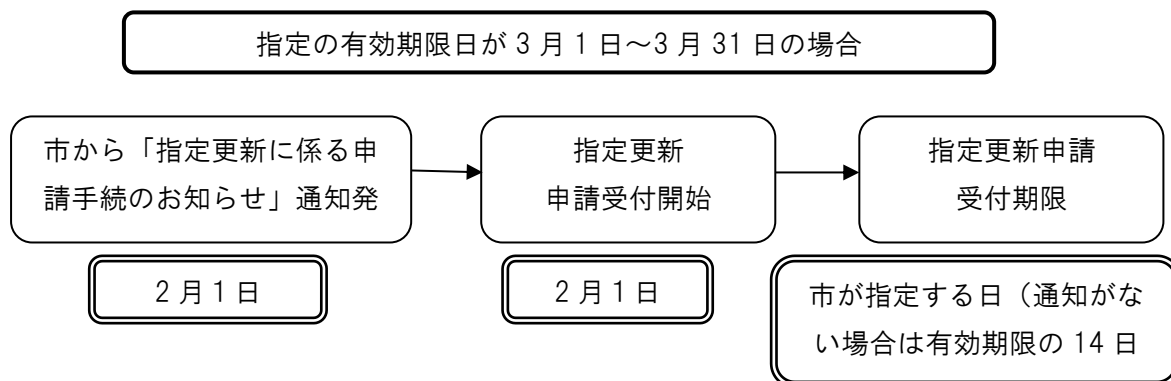 指定の有効期限日が3月1日～3月31日の場合
市から「指定更新に係る申
請手続のお知らせ」通知発
指定更新
申請受付開始
指定更新申請
受付期限
2月1日
2月1日
市が指定する日（通知がな
い場合は有効期限の14日